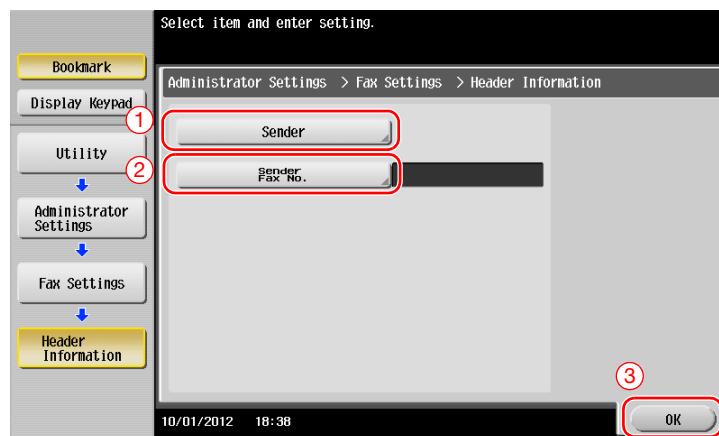 Select item and enter setting.
Bookmark
Display Keypad
Administrator Settings > Fax Settings > Header Information
1
Sender
Utility
2
Sender
Fax No.
Administrator
Settings
Fax Settings
Header
Information
3
10/01/2012 18:38
OK